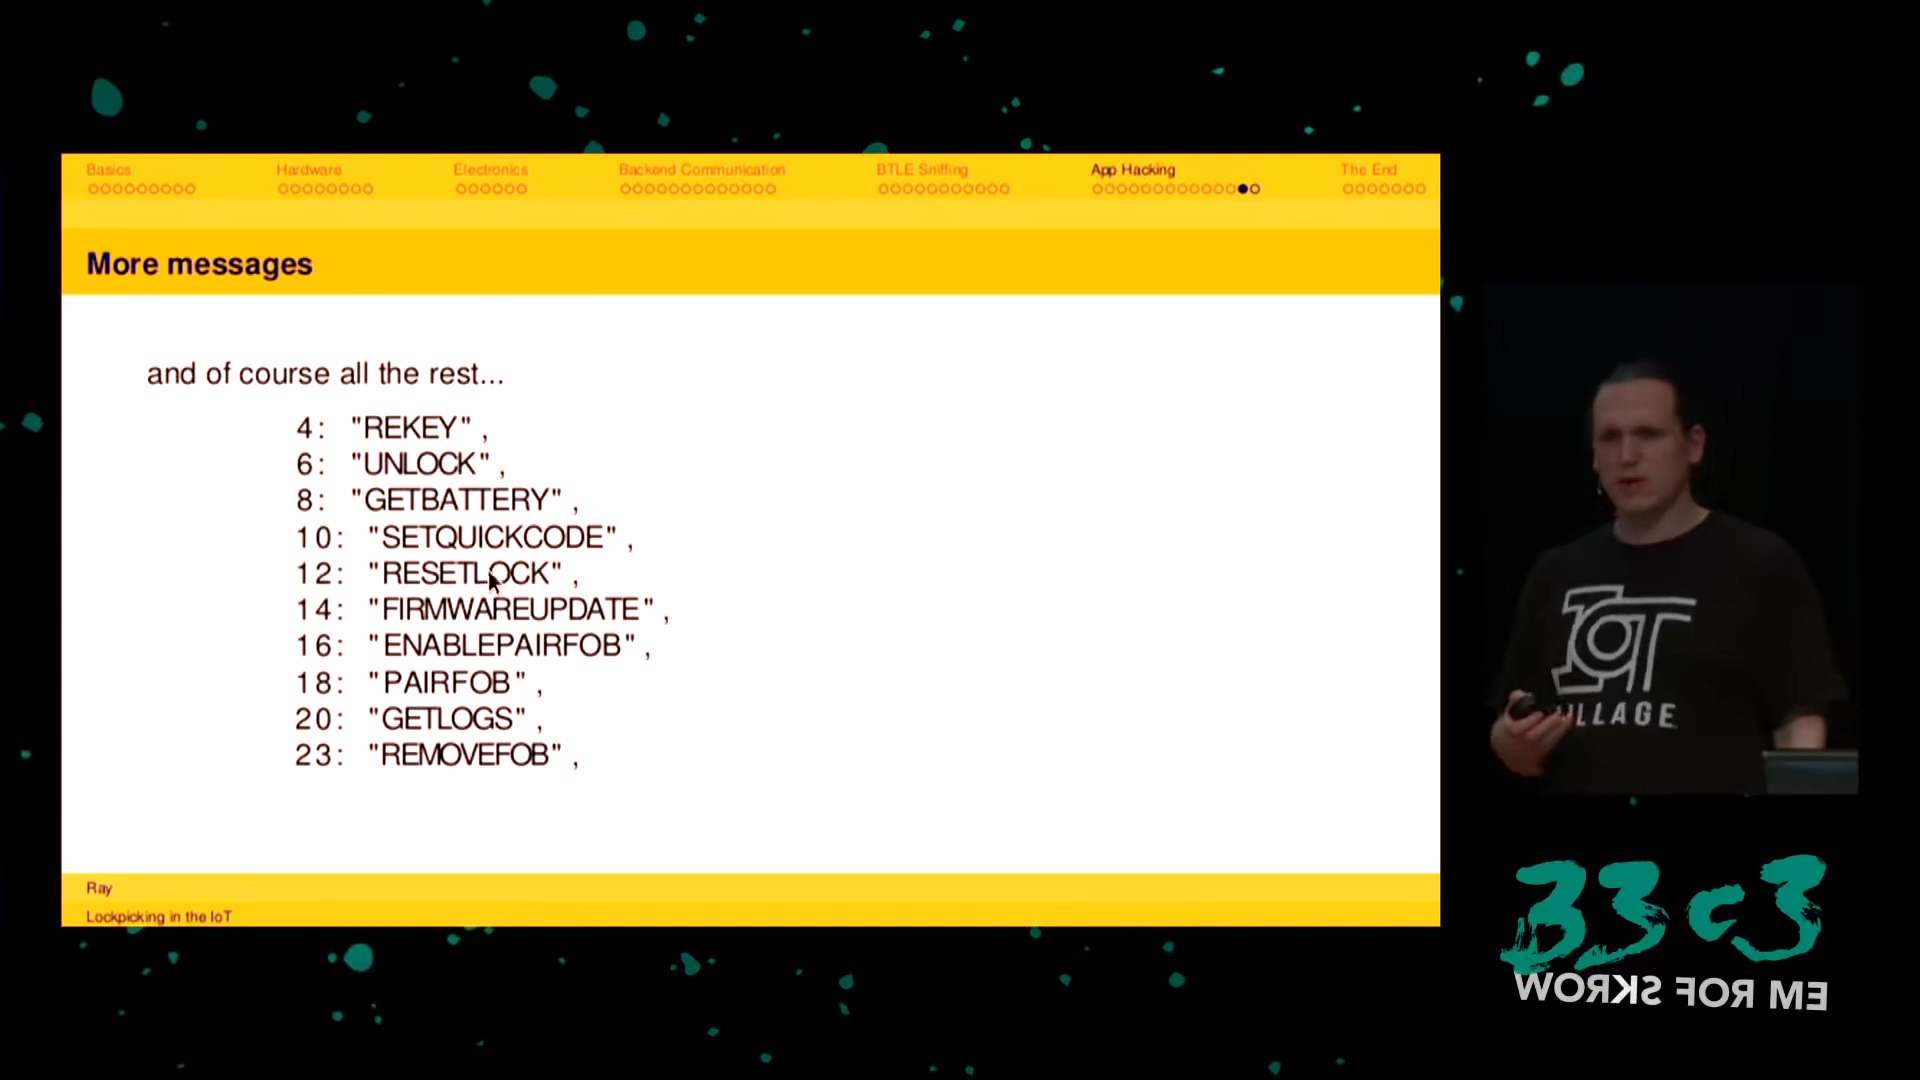 Basics Hardware Electronics Backend Communication BTLE Sniffing App Hacking The End
More messages
and of course all the rest...
4: "REKEY",
6: "UNLOCK",
8: "GETBATTERY",
10: "SETQUICKCODE",
12: "RESETLOCK",
14: "FIRMWAREUPDATE",
16: "ENABLEPAIRFOB",
18: "PAIRFOB",
20: "GETLOGS",
23: "REMOVEFOB",
Ray
Lockpicking in the IoT
IoT
VILLAGE
33c3
WORKS FOR ME